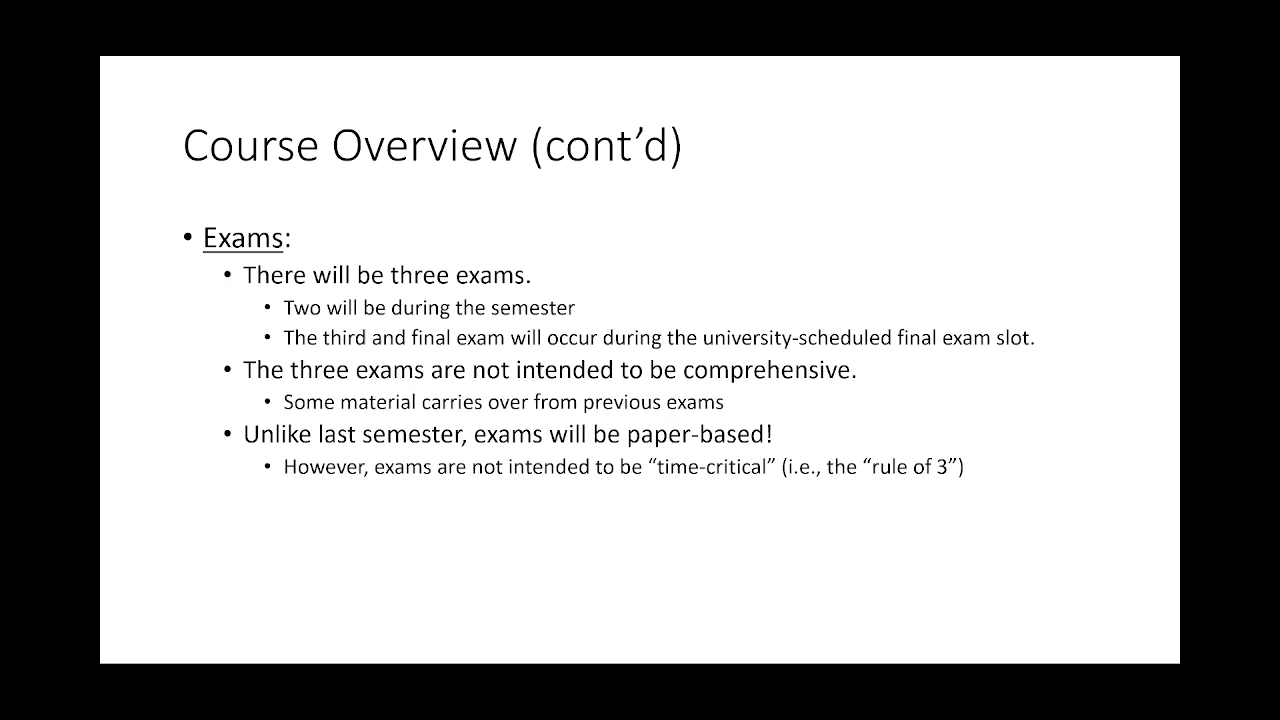 Course Overview (cont’d)
• Exams:
• There will be three exams.
• Two will be during the semester
• The third and final exam will occur during the university-scheduled final exam slot.
• The three exams are not intended to be comprehensive.
• Some material carries over from previous exams
• Unlike last semester, exams will be paper-based!
• However, exams are not intended to be “time-critical” (i.e., the “rule of 3”)